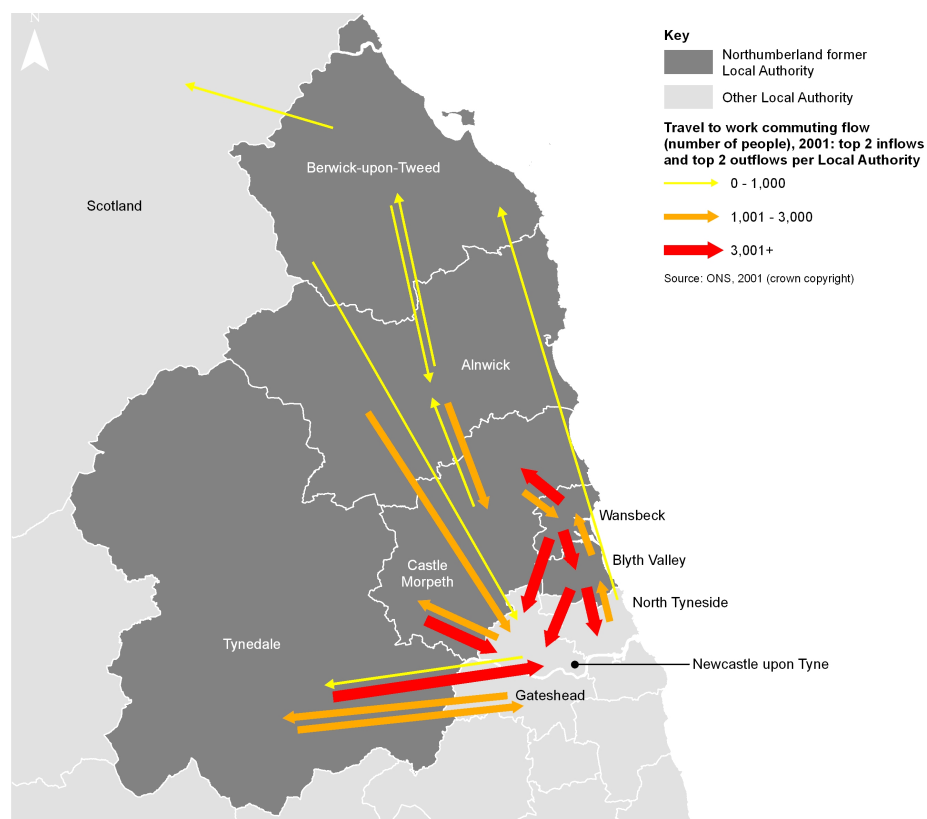 N
Key
Northumberland former
Local Authority
Other Local Authority
Travel to work commuting flow
(number of people), 2001: top 2 inflows
and top 2 outflows per Local Authority
0 - 1,000
1,001 - 3,000
3,001+
Source: ONS, 2001 (crown copyright)
Berwick-upon-Tweed
Scotland
Alnwick
Wansbeck
Blyth Valley
Castle
Morpeth
North Tyneside
Tynedale
Newcastle upon Tyne
Gateshead